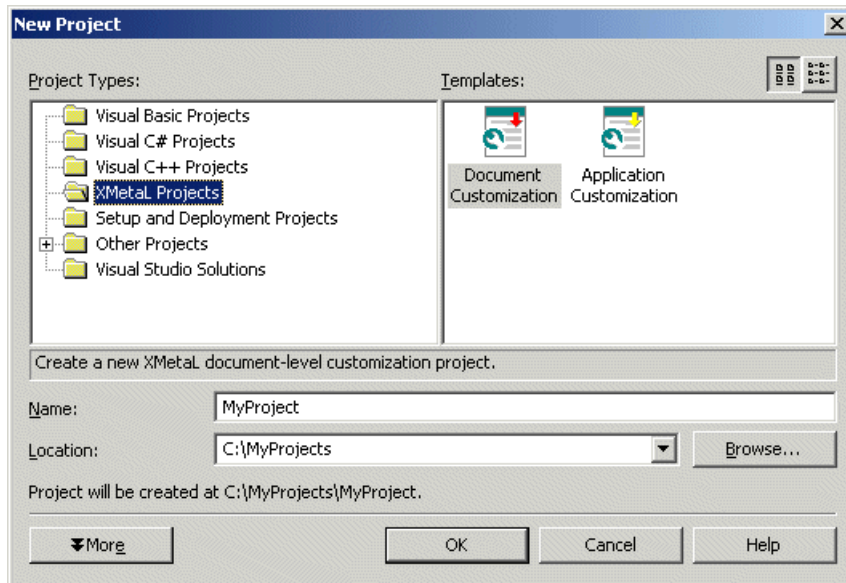 New Project
Project Types:
Templates:
Visual Basic Projects
Visual C# Projects
Visual C++ Projects
XMetaL Projects
Setup and Deployment Projects
Other Projects
Visual Studio Solutions
Document
Customization
Application
Customization
Create a new XMetaL document-level customization project.
Name:
MyProject
Location:
C:\MyProjects
Browse...
Project will be created at C:\MyProjects\MyProject.
More
OK
Cancel
Help